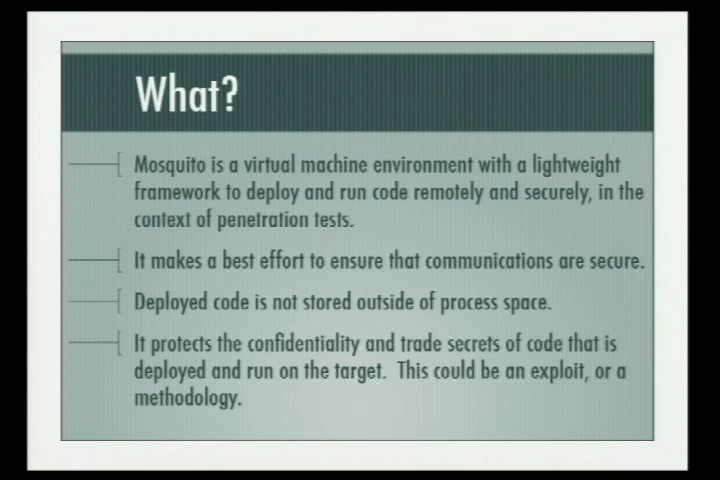 What?
Mosquito is a virtual machine environment with a lightweight
framework to deploy and run code remotely and securely, in the
context of penetration tests.
It makes a best effort to ensure that communications are secure.
Deployed code is not stored outside of process space.
It protects the confidentiality and trade secrets of code that is
deployed and run on the target. This could be an exploit, or a
methodology.